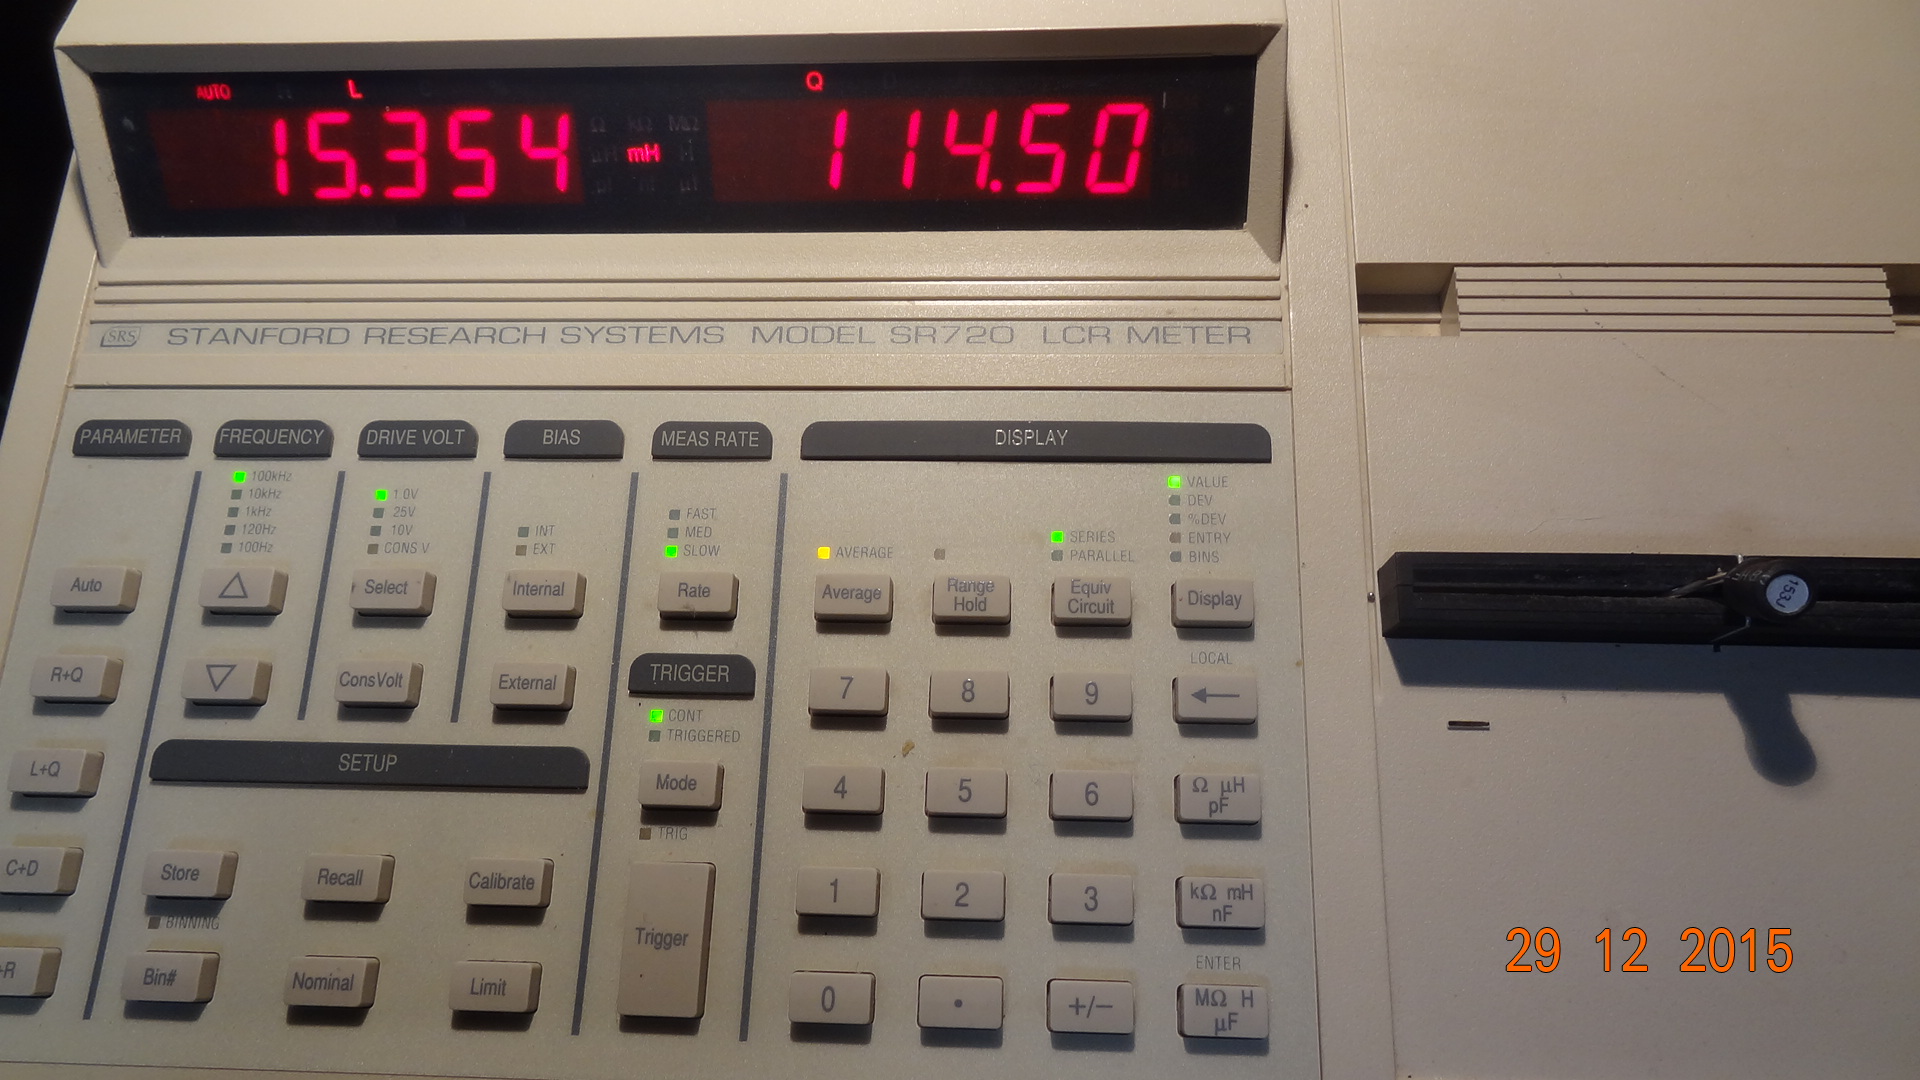 AUTO L Q
15.354 mH 114.50
SRS STANFORD RESEARCH SYSTEMS MODEL SR720 LCR METER
PARAMETER FREQUENCY DRIVE VOLT BIAS MEAS RATE DISPLAY
100kHz
10kHz
1kHz
120Hz
100Hz
1.0V
.25V
.10V
CONS V
INT
EXT
FAST
MED
SLOW
AVERAGE
SERIES
PARALLEL
VALUE
DEV
%DEV
ENTRY
BINS
Auto Select Internal Rate Average Range Hold Equiv Circuit Display
R+Q ConsVolt External
TRIGGER
CONT
TRIGGERED
LOCAL
7 8 9 ←
L+Q
SETUP
Mode
TRIG
4 5 6 Ω µH pF
C+D Store Recall Calibrate
BINNING
1 2 3 kΩ mH nF
+R Bin# Nominal Limit Trigger
ENTER
0 . +/− MΩ H µF
153J
29 12 2015